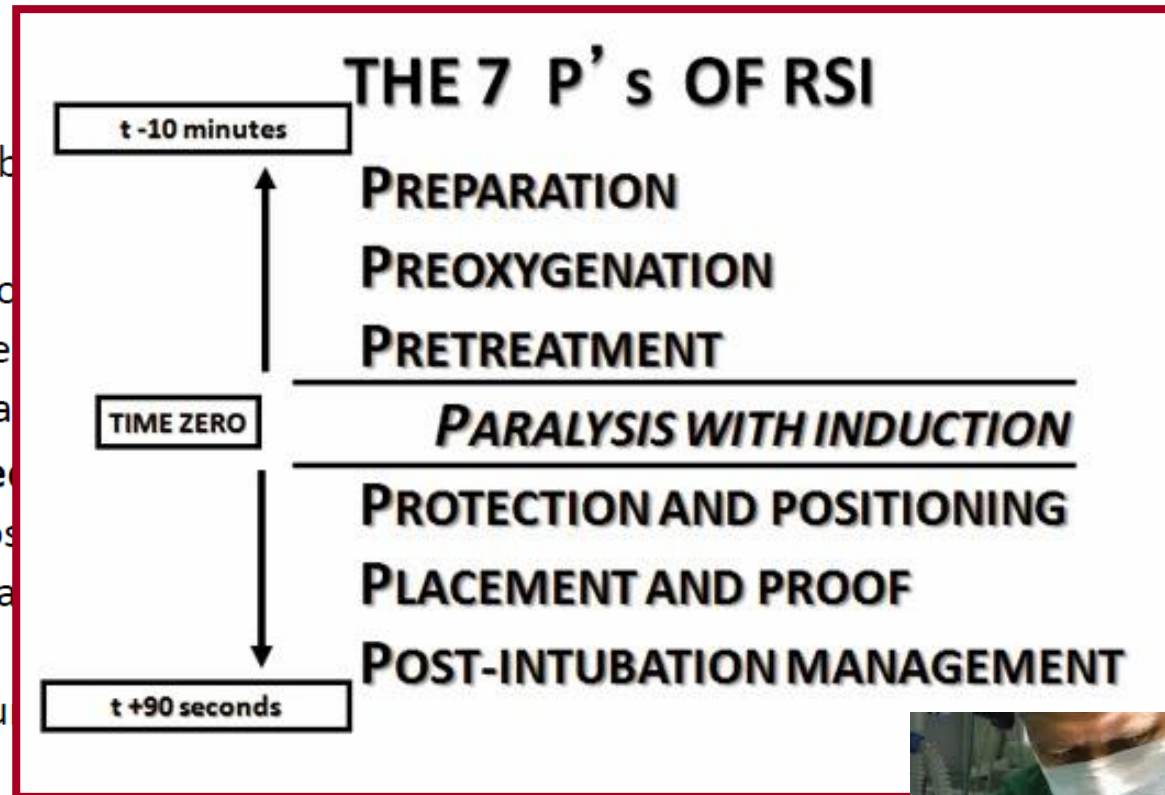 THE 7 P's OF RSI
t -10 minutes
PREPARATION
PREOXYGENATION
PRETREATMENT
TIME ZERO
PARALYSIS WITH INDUCTION
PROTECTION AND POSITIONING
PLACEMENT AND PROOF
POST-INTUBATION MANAGEMENT
t +90 seconds